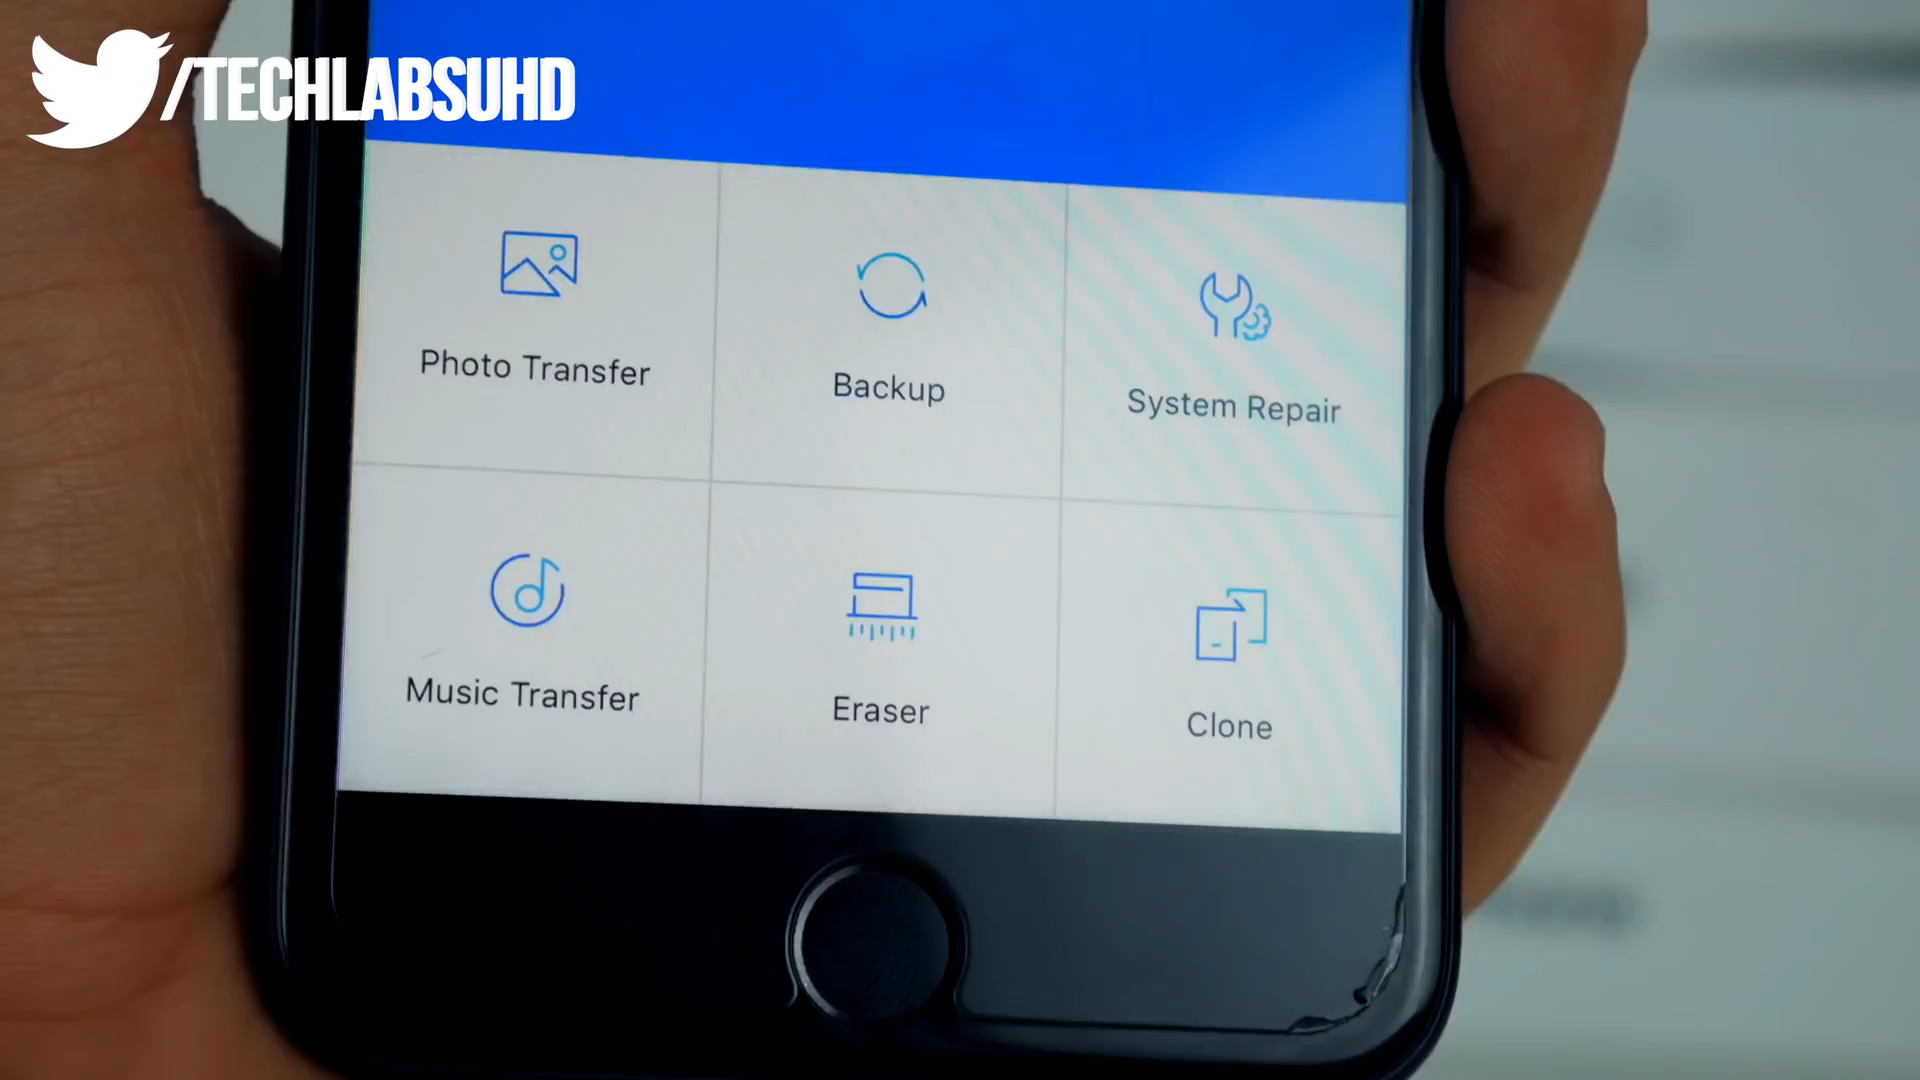 /TECHLABSUHD
Photo Transfer
Backup
System Repair
Music Transfer
Eraser
Clone